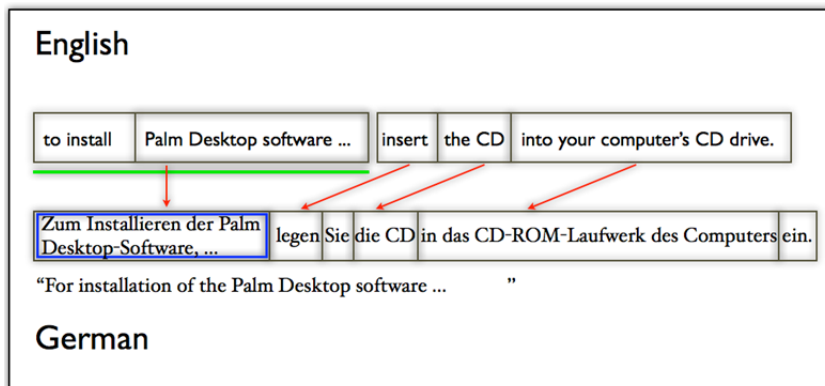 English
to install Palm Desktop software ... insert the CD into your computer's CD drive.
Zum Installieren der Palm
Desktop-Software, ... legen Sie die CD in das CD-ROM-Laufwerk des Computers ein.
“For installation of the Palm Desktop software ... ”
German